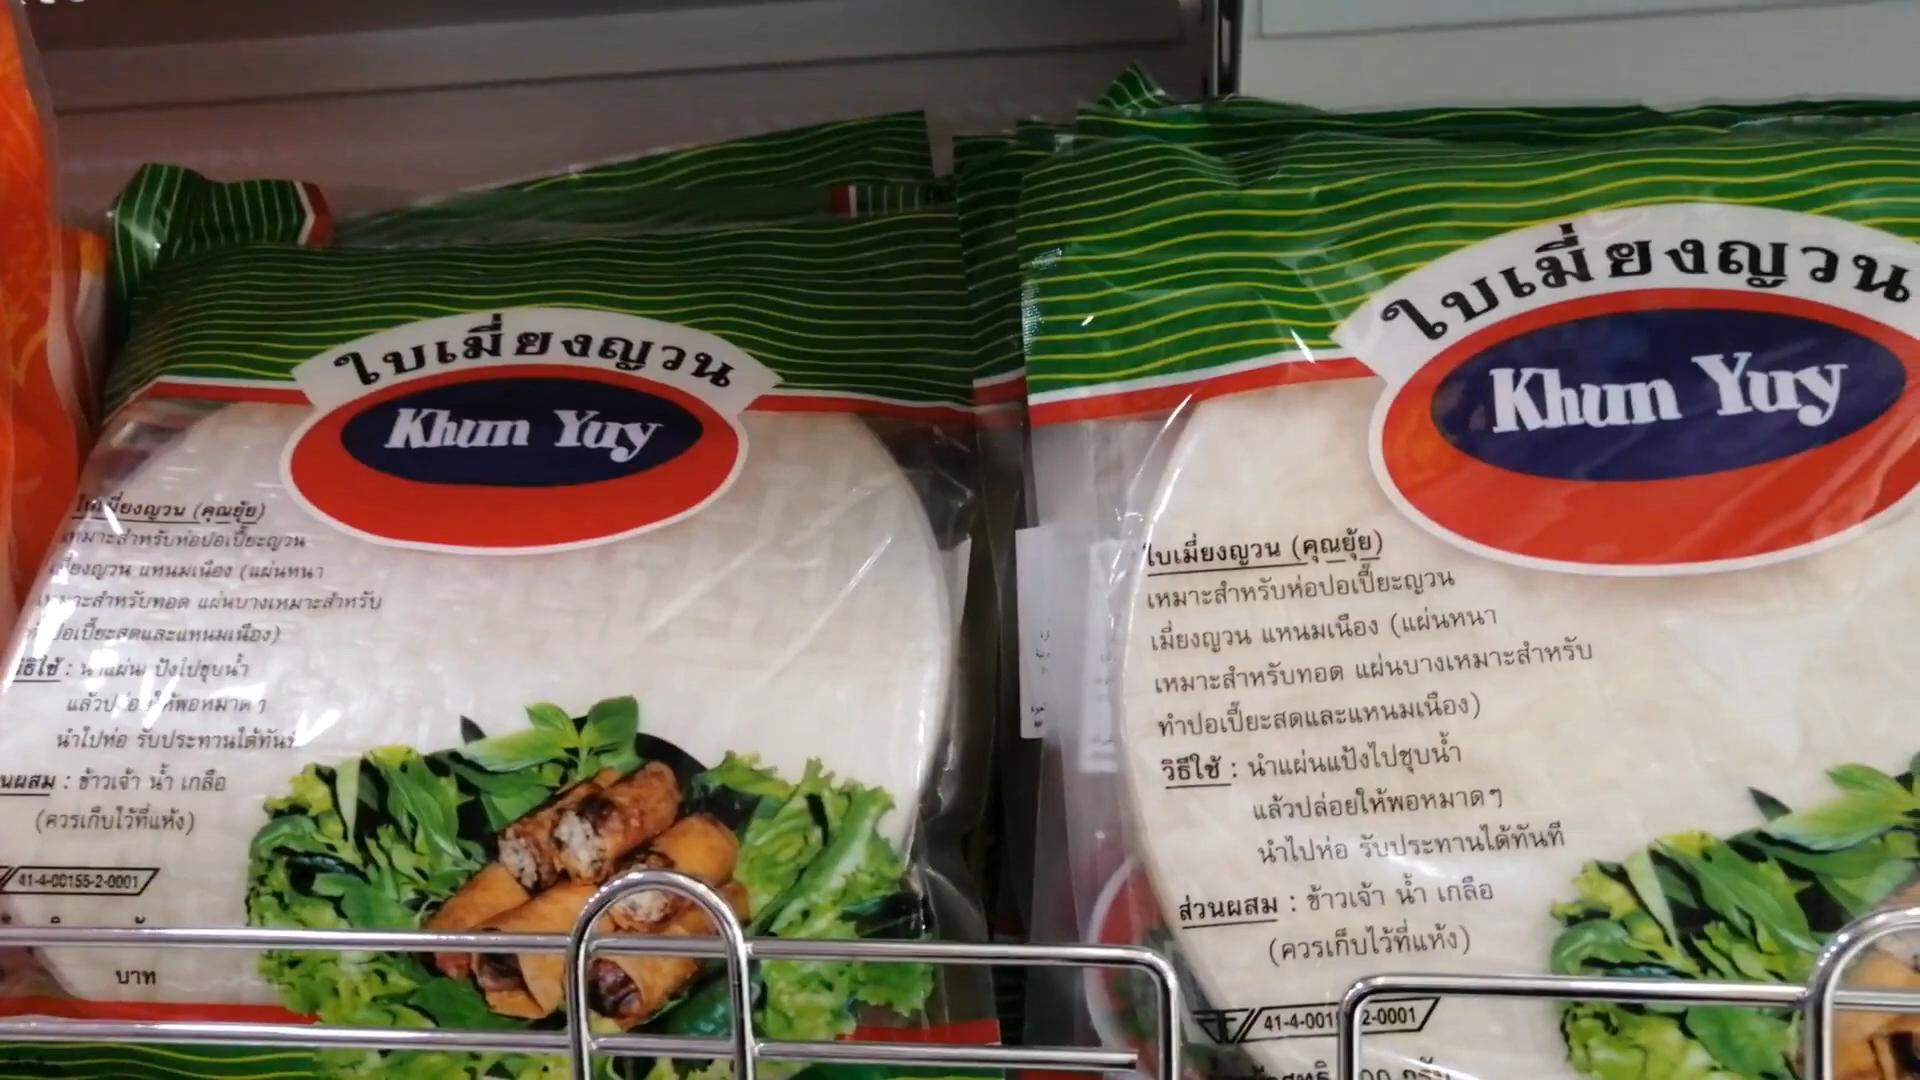 ใบเมี่ยงญวน
Khun Yuy
เมี่ยงญวน (คุณยุ้ย)
เหมาะสำหรับห่อปอเปี๊ยะญวน
เมี่ยงญวน แหนมเนือง (แผ่นหนา
เหมาะสำหรับทอด แผ่นบางเหมาะสำหรับ
ทำปอเปี๊ยะสดและแหนมเนือง)
วิธีใช้ : นำแผ่นแป้งไปชุบน้ำ
แล้วปล่อยให้พอหมาดๆ
นำไปห่อ รับประทานได้ทันที
ส่วนผสม : ข้าวเจ้า น้ำ เกลือ
(ควรเก็บไว้ที่แห้ง)
41-4-00155-2-0001
บาท
ใบเมี่ยงญวน
Khun Yuy
ใบเมี่ยงญวน (คุณยุ้ย)
เหมาะสำหรับห่อปอเปี๊ยะญวน
เมี่ยงญวน แหนมเนือง (แผ่นหนา
เหมาะสำหรับทอด แผ่นบางเหมาะสำหรับ
ทำปอเปี๊ยะสดและแหนมเนือง)
วิธีใช้ : นำแผ่นแป้งไปชุบน้ำ
แล้วปล่อยให้พอหมาดๆ
นำไปห่อ รับประทานได้ทันที
ส่วนผสม : ข้าวเจ้า น้ำ เกลือ
(ควรเก็บไว้ที่แห้ง)